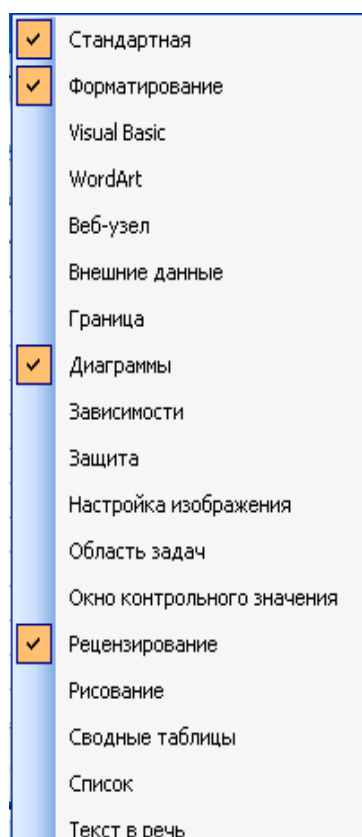 Стандартная
Форматирование
Visual Basic
WordArt
Веб-узел
Внешние данные
Граница
Диаграммы
Зависимости
Защита
Настройка изображения
Область задач
Окно контрольного значения
Рецензирование
Рисование
Сводные таблицы
Список
Текст в речь